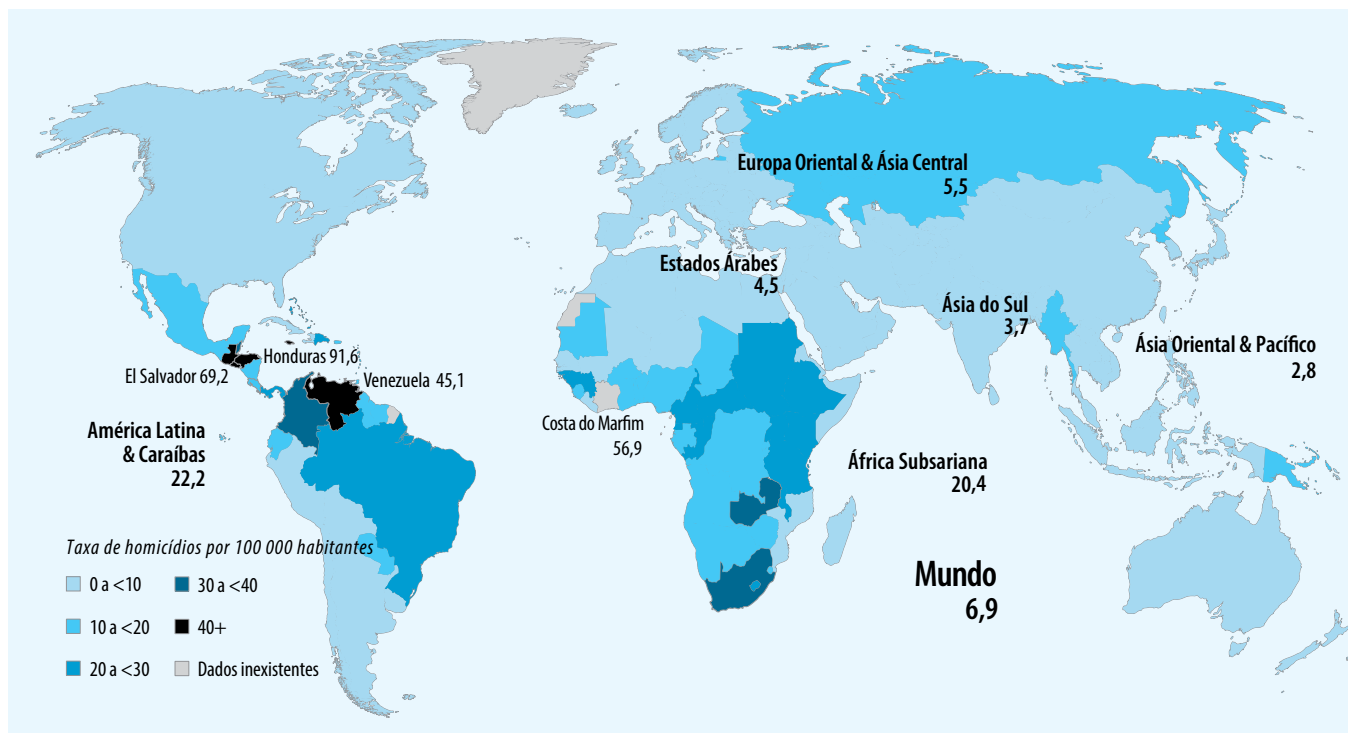 Europa Oriental & Ásia Central
5,5
Estados Árabes
4,5
Ásia do Sul
3,7
Ásia Oriental & Pacífico
2,8
Honduras 91,6
El Salvador 69,2
Venezuela 45,1
Costa do Marfim
56,9
América Latina
& Caraíbas
22,2
África Subsariana
20,4
Mundo
6,9
Taxa de homicídios por 100 000 habitantes
0 a <10
30 a <40
10 a <20
40+
20 a <30
Dados inexistentes